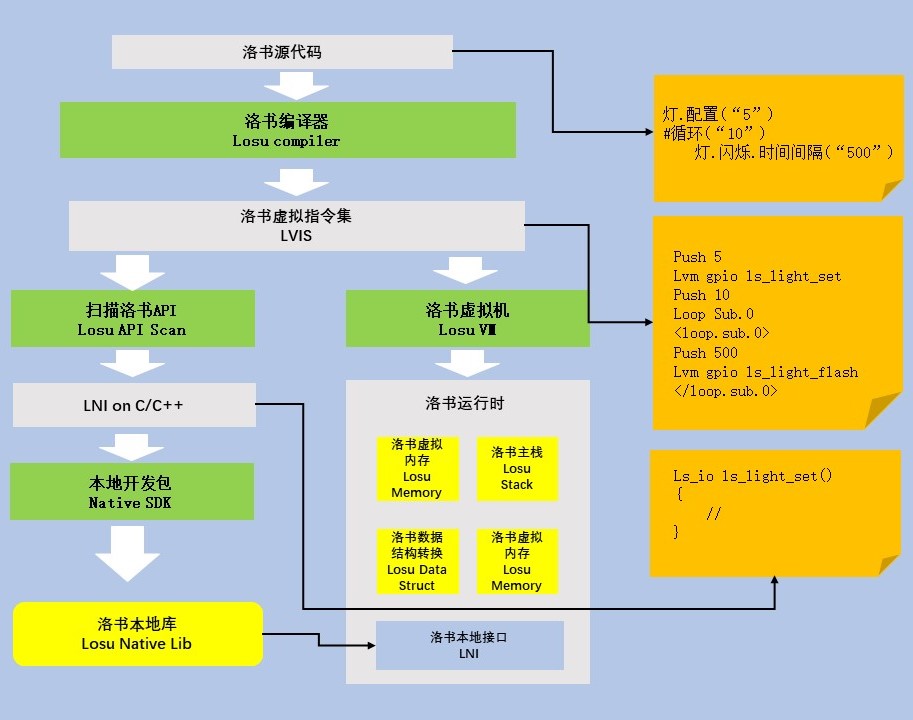 洛书源代码
洛书编译器
Losu compiler
洛书虚拟指令集
LVIS
扫描洛书API
Losu API Scan
LNI on C/C++
本地开发包
Native SDK
洛书本地库
Losu Native Lib
洛书虚拟机
Losu VM
洛书运行时
洛书虚拟
内存
Losu
Memory
洛书主栈
Losu
Stack
洛书数据
结构转换
Losu Data
Struct
洛书虚拟
内存
Losu
Memory
洛书本地接口
LNI
灯.配置(“5”)
#循环(“10”)
灯.闪烁.时间间隔(“500”)
Push 5
Lvm gpio ls_light_set
Push 10
Loop Sub.0
<loop.sub.0>
Push 500
Lvm gpio ls_light_flash
</loop.sub.0>
Ls_io ls_light_set()
{
//
}